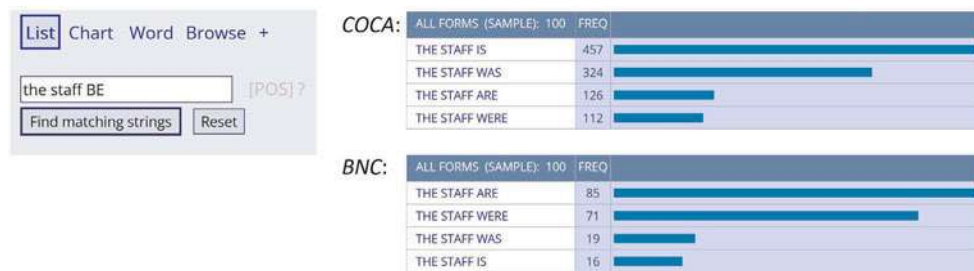 List Chart Word Browse +
the staff BE [POS] ?
Find matching strings Reset
COCA: ALL FORMS (SAMPLE): 100 FREQ
THE STAFF IS 457
THE STAFF WAS 324
THE STAFF ARE 126
THE STAFF WERE 112
BNC: ALL FORMS (SAMPLE): 100 FREQ
THE STAFF ARE 85
THE STAFF WERE 71
THE STAFF WAS 19
THE STAFF IS 16